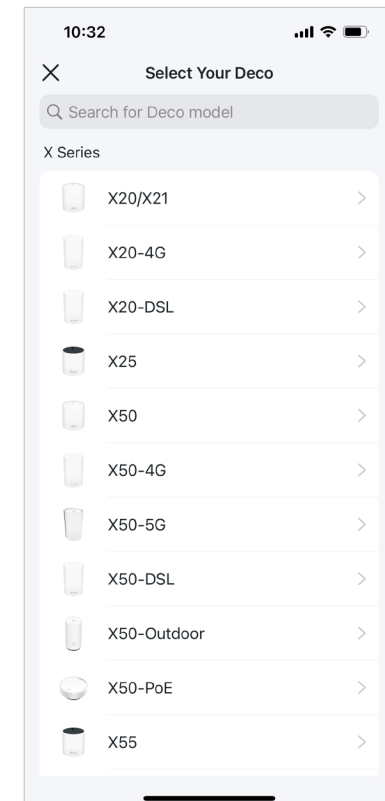 10:32
Select Your Deco
Search for Deco model
X Series
X20/X21
X20-4G
X20-DSL
X25
X50
X50-4G
X50-5G
X50-DSL
X50-Outdoor
X50-PoE
X55